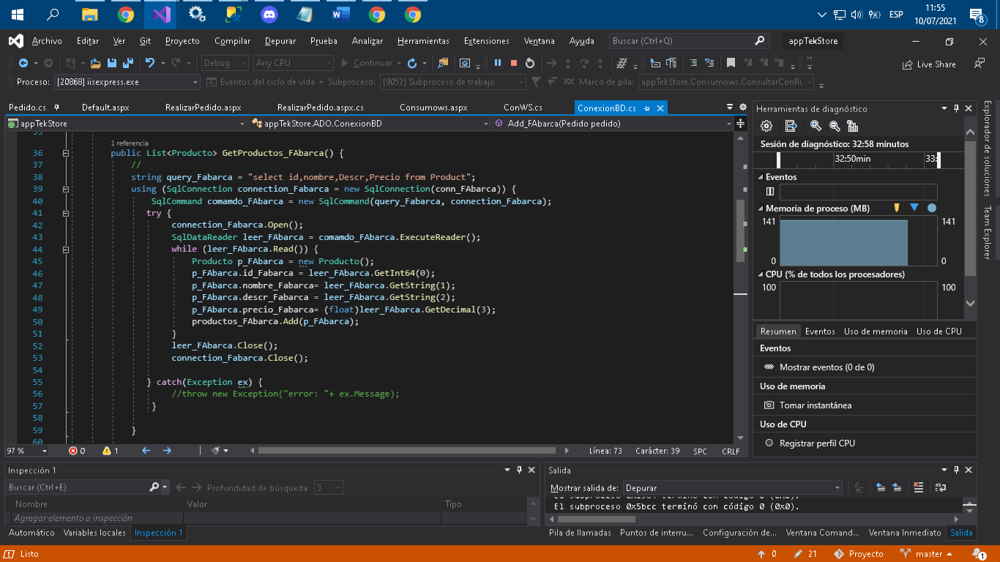 ESP
11:55
10/07/2021
8
Archivo Editar Ver Git Proyecto Compilar Depurar Prueba Analizar Herramientas Extensiones Ventana Ayuda Buscar (Ctrl+Q) appTekStore
Debug Any CPU Continuar Live Share
Proceso: [20868] iisexpress.exe Eventos del ciclo de vida Subproceso: [9052] Subproceso de trabajo Marco de pila: appTekStore.Consumows.ConsultarConRu
Pedido.cs Default.aspx RealizarPedido.aspx RealizarPedido.aspx.cs Consumows.aspx ConWS.cs ConexionBD.cs
appTekStore appTekStore.ADO.ConexionBD Add_FAbarca(Pedido pedido)
35
1 referencia
36 public List<Producto> GetProductos_FAbarca() {
37 //
38 string query_Fabarca = "select id,nombre,Descr,Precio from Product";
39 using (SqlConnection connection_Fabarca = new SqlConnection(conn_FAbarca)) {
40 SqlCommand comamdo_FAbarca = new SqlCommand(query_Fabarca, connection_Fabarca);
41 try {
42 connection_Fabarca.Open();
43 SqlDataReader leer_FAbarca = comamdo_FAbarca.ExecuteReader();
44 while (leer_FAbarca.Read()) {
45 Producto p_FAbarca = new Producto();
46 p_FAbarca.id_Fabarca = leer_FAbarca.GetInt64(0);
47 p_FAbarca.nombre_Fabarca= leer_FAbarca.GetString(1);
48 p_FAbarca.descr_Fabarca = leer_FAbarca.GetString(2);
49 p_FAbarca.precio_Fabarca= (float)leer_FAbarca.GetDecimal(3);
50 productos_FAbarca.Add(p_FAbarca);
51 }
52 leer_FAbarca.Close();
53 connection_Fabarca.Close();
54
55 } catch(Exception ex) {
56 //throw new Exception("error: "+ ex.Message);
57 }
58
59 }
60
97 % 0 1 Línea: 73 Carácter: 39 SPC CRLF
Herramientas de diagnóstico
Sesión de diagnóstico: 32:58 minutos
32:50min 33:
Eventos
Memoria de proceso (MB)
141 141
0 0
CPU (% de todos los procesadores)
100 100
Resumen Eventos Uso de memoria Uso de CPU
Eventos
Mostrar eventos (0 de 0)
Uso de memoria
Tomar instantánea
Uso de CPU
Registrar perfil CPU
Explorador de soluciones
Team Explorer
Inspección 1
Buscar (Ctrl+E) Profundidad de búsqueda: 3
Nombre Valor Tipo
Agregar elemento a inspección
Automático Variables locales Inspección 1
Salida
Mostrar salida de: Depurar
El subproceso 0x5bcc terminó con código 0 (0x0).
Pila de llamadas Puntos de interru... Configuración de... Ventana Comand... Ventana Inmediato Salida
Listo 0 21 Proyecto master 1